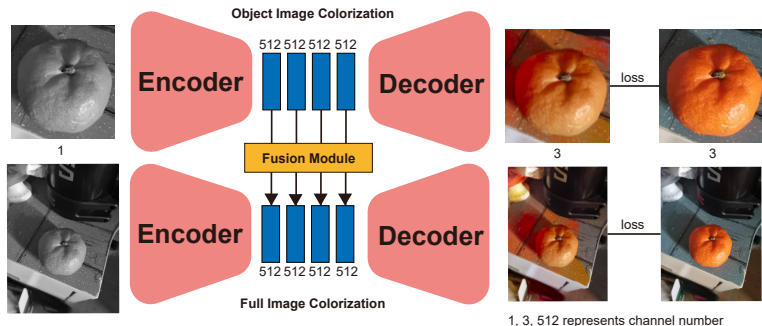 Object Image Colorization
512 512 512 512
Encoder
Decoder
loss
1
3
3
Fusion Module
Encoder
Decoder
loss
512 512 512 512
Full Image Colorization
1, 3, 512 represents channel number